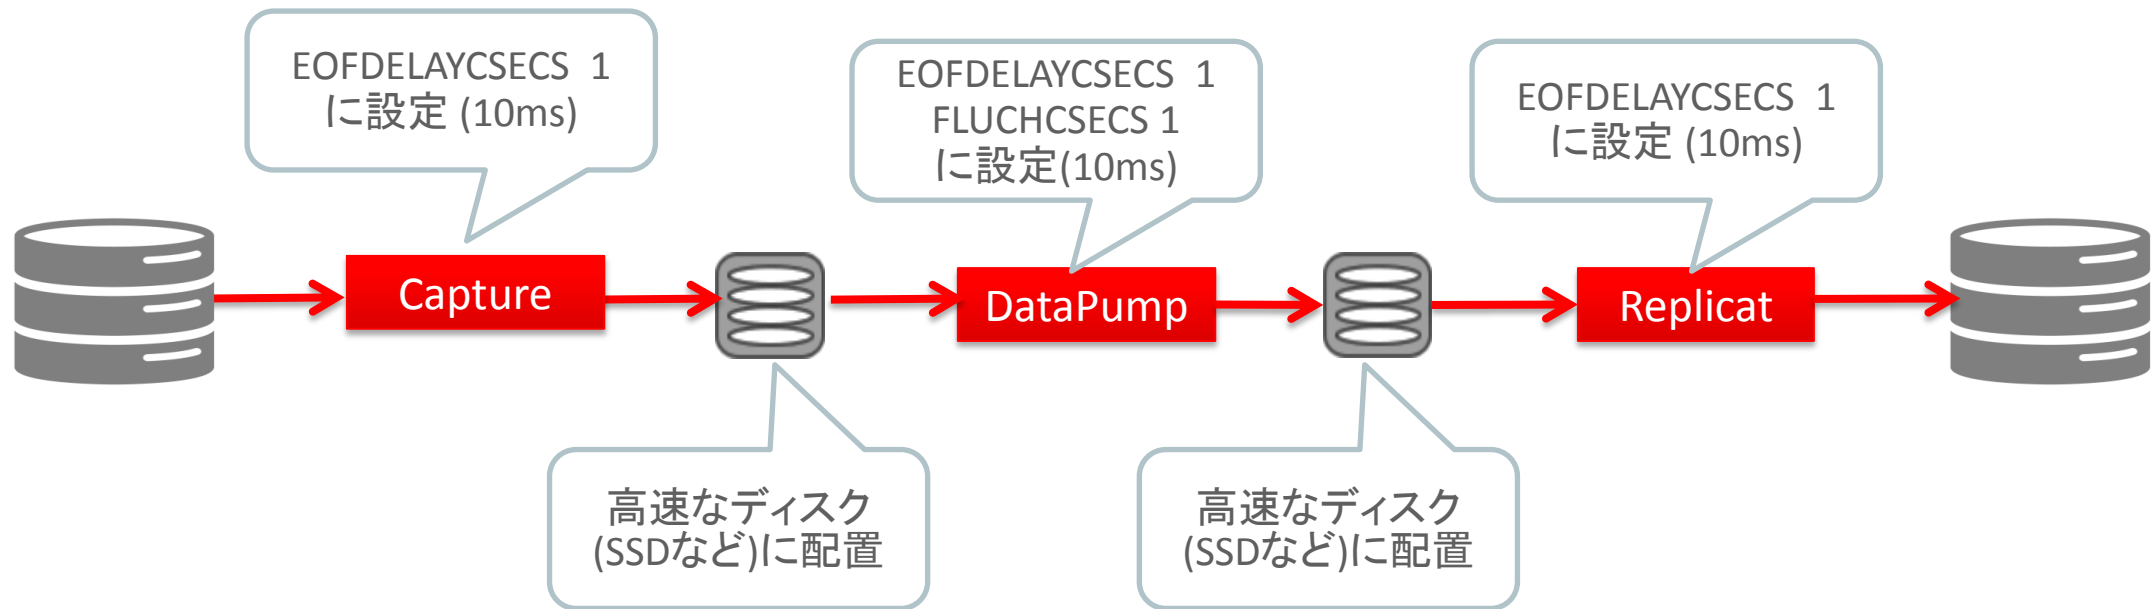 EOFDELAYCSECS 1
に設定 (10ms)
EOFDELAYCSECS 1
FLUCHCSECS 1
に設定(10ms)
EOFDELAYCSECS 1
に設定 (10ms)
Capture
DataPump
Replicat
高速なディスク
(SSDなど)に配置
高速なディスク
(SSDなど)に配置